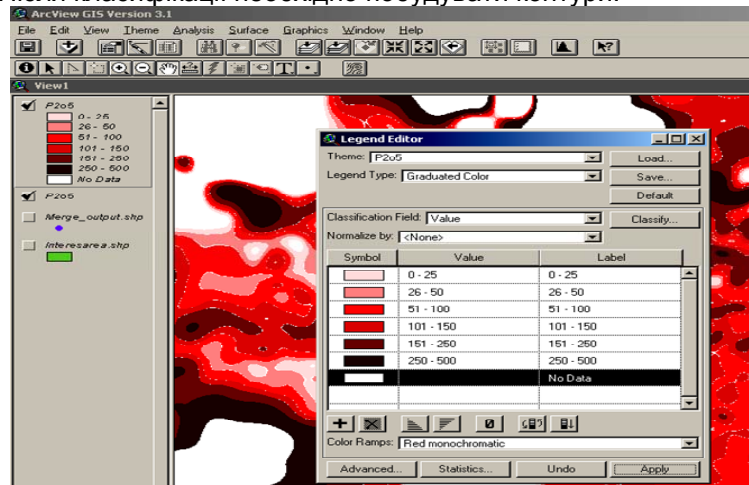 класифікації необхідно побудувати контури.
ArcView GIS Version 3.1
File Edit View Theme Analysis Surface Graphics Window Help
View1
P2o5
0 - 25
26 - 50
51 - 100
101 - 150
151 - 250
250 - 500
No Data
P2o5
Merge_output.shp
Interesarea.shp
Legend Editor
Theme: P2o5 Load...
Legend Type: Graduated Color Save...
Default
Classification Field: Value Classify...
Normalize by: <None>
Symbol Value Label
0 - 25 0 - 25
26 - 50 26 - 50
51 - 100 51 - 100
101 - 150 101 - 150
151 - 250 151 - 250
250 - 500 250 - 500
No Data
Color Ramps: Red monochromatic
Advanced... Statistics... Undo Apply